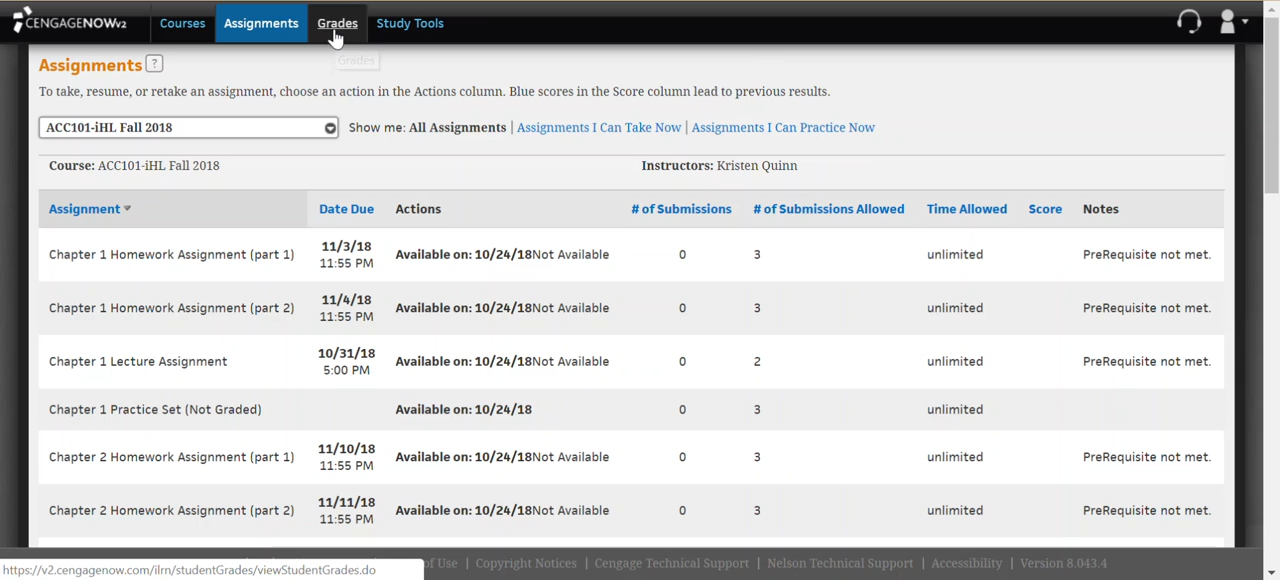 CENGAGENOWv2 Courses Assignments Grades Study Tools
Assignments ? Grades
To take, resume, or retake an assignment, choose an action in the Actions column. Blue scores in the Score column lead to previous results.
ACC101-iHL Fall 2018 Show me: All Assignments | Assignments I Can Take Now | Assignments I Can Practice Now
Course: ACC101-iHL Fall 2018 Instructors: Kristen Quinn
Assignment Date Due Actions # of Submissions # of Submissions Allowed Time Allowed Score Notes
Chapter 1 Homework Assignment (part 1) 11/3/18 11:55 PM Available on: 10/24/18Not Available 0 3 unlimited PreRequisite not met.
Chapter 1 Homework Assignment (part 2) 11/4/18 11:55 PM Available on: 10/24/18Not Available 0 3 unlimited PreRequisite not met.
Chapter 1 Lecture Assignment 10/31/18 5:00 PM Available on: 10/24/18Not Available 0 2 unlimited PreRequisite not met.
Chapter 1 Practice Set (Not Graded) Available on: 10/24/18 0 3 unlimited
Chapter 2 Homework Assignment (part 1) 11/10/18 11:55 PM Available on: 10/24/18Not Available 0 3 unlimited PreRequisite not met.
Chapter 2 Homework Assignment (part 2) 11/11/18 11:55 PM Available on: 10/24/18Not Available 0 3 unlimited PreRequisite not met.
of Use | Copyright Notices | Cengage Technical Support | Nelson Technical Support | Accessibility | Version 8.043.4
https://v2.cengagenow.com/ilrn/studentGrades/viewStudentGrades.do